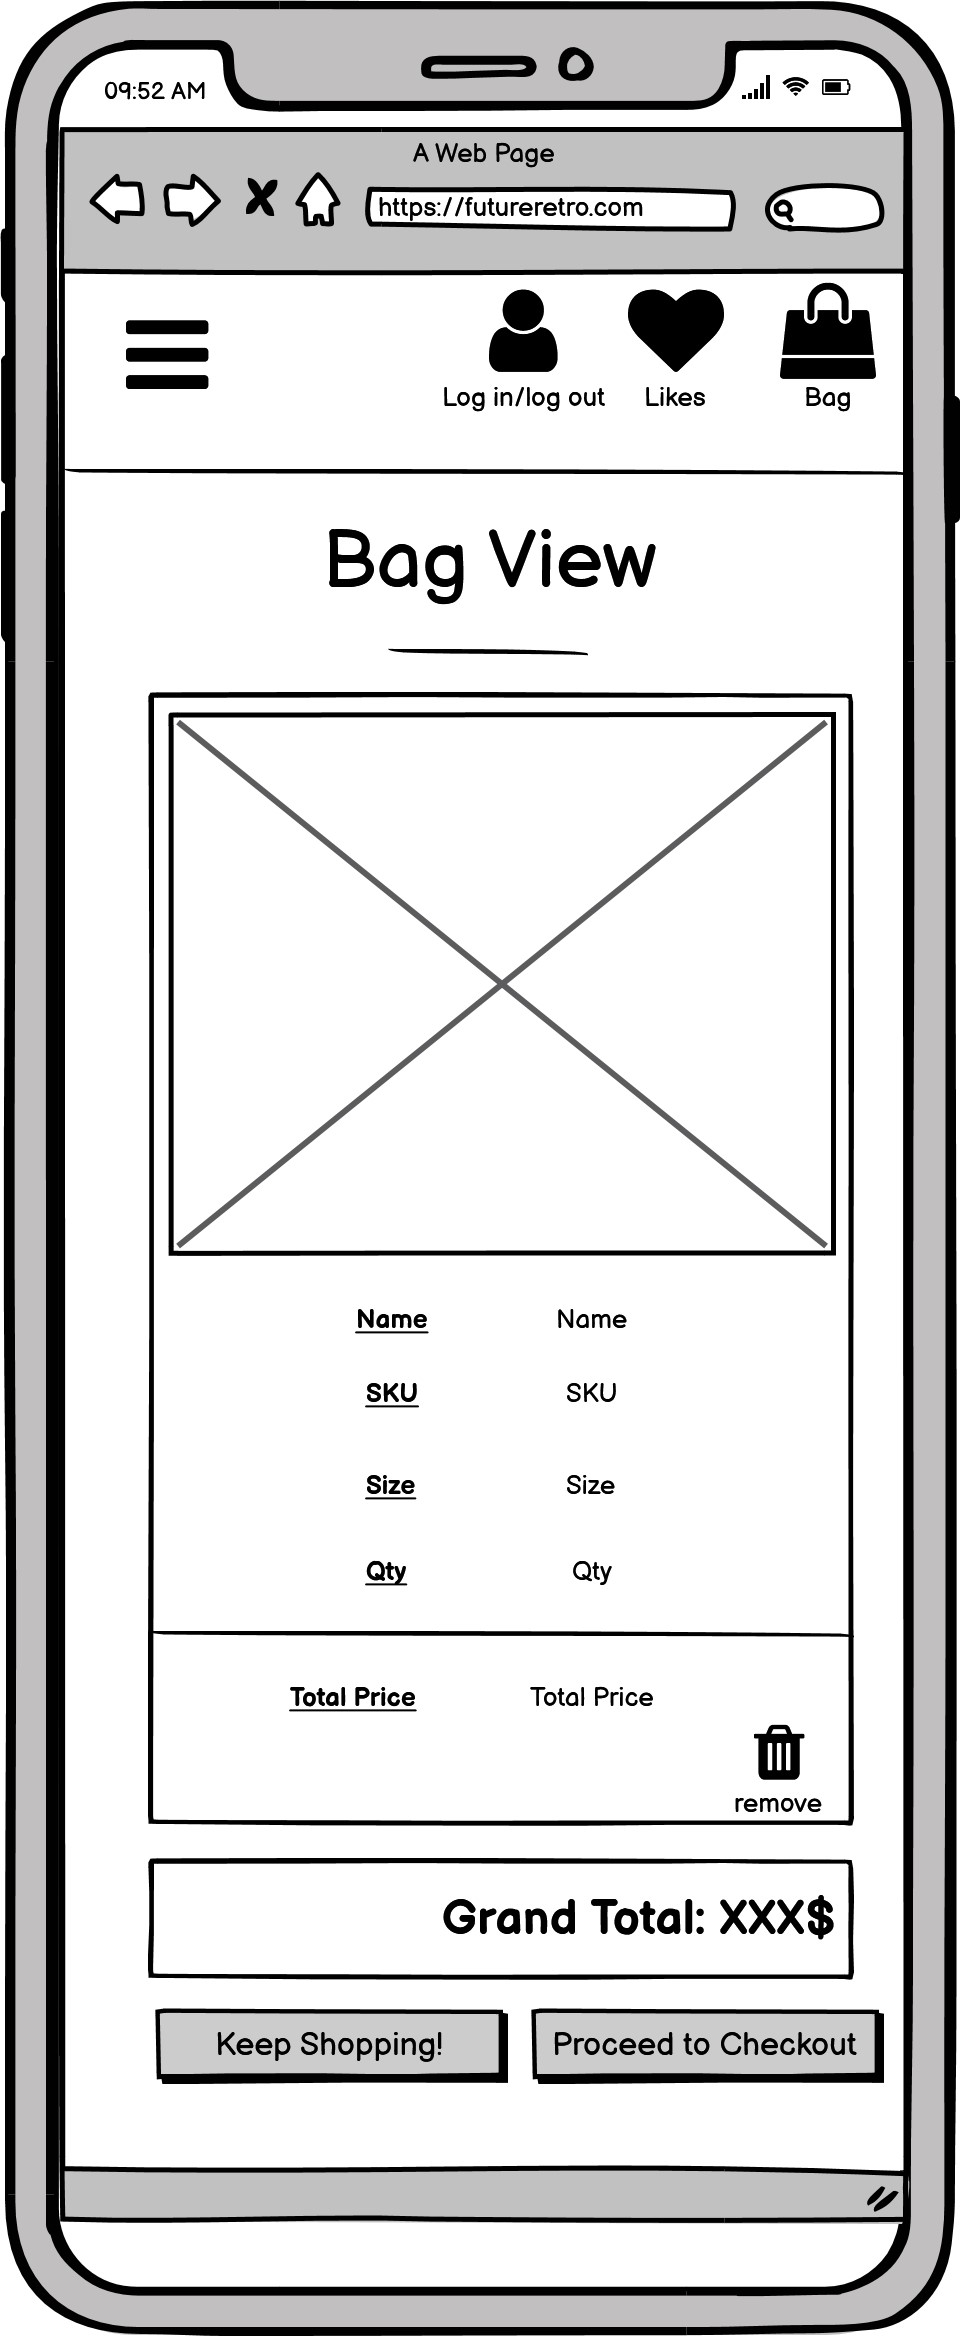 09:52 AM
A Web Page
https://futureretro.com
Log in/log out Likes Bag
Bag View
Name Name
SKU SKU
Size Size
Qty Qty
Total Price Total Price
remove
Grand Total: XXX$
Keep Shopping! Proceed to Checkout